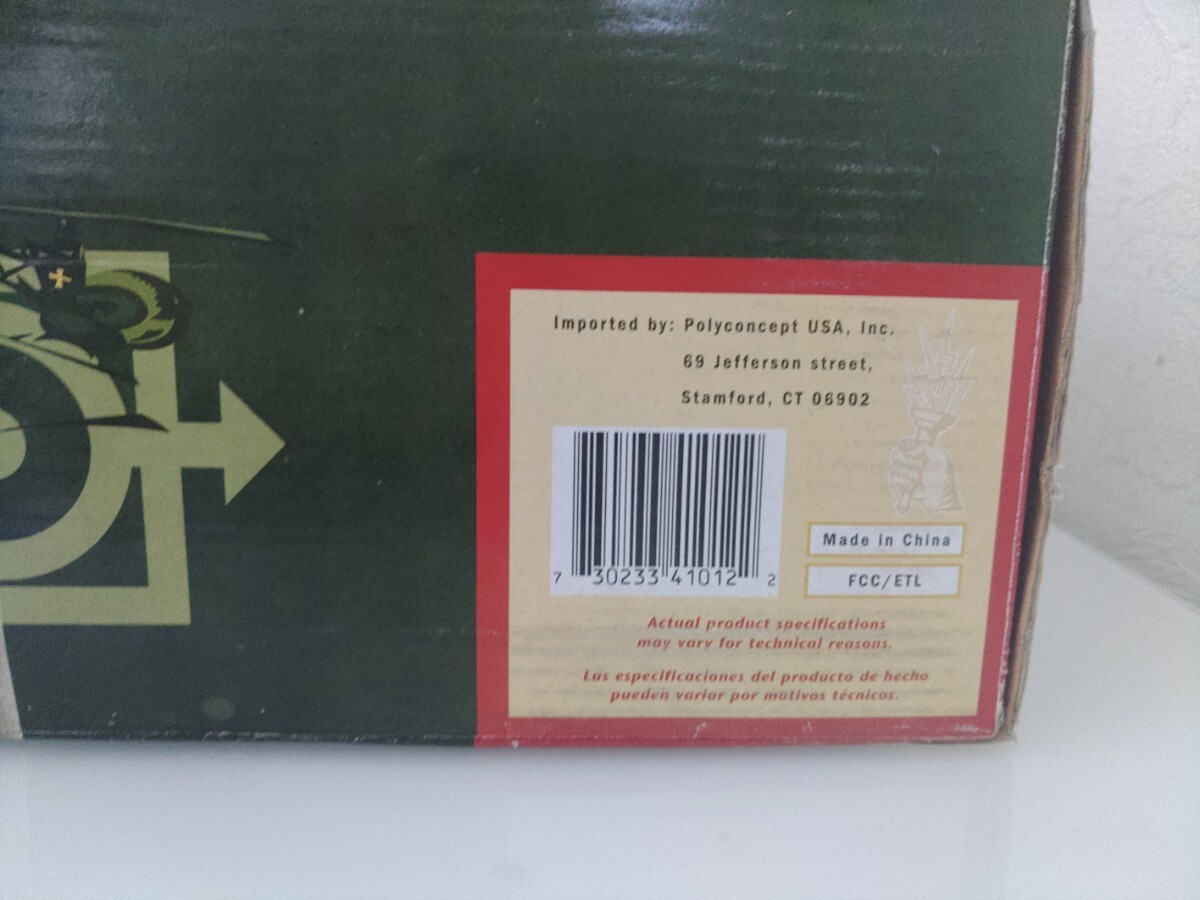 Imported by: Polyconcept USA, Inc.
69 Jefferson street,
Stamford, CT 06902
7 30233 41012 2
Made in China
FCC/ETL
Actual product specifications
may vary for technical reasons.
Las especificaciones del producto de hecho
pueden variar por motivos técnicos.